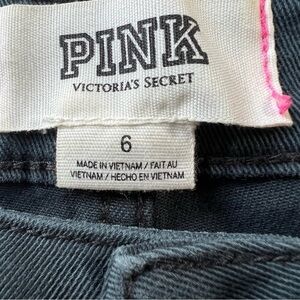 PINK
VICTORIA'S SECRET
6
MADE IN VIETNAM / FAIT AU
VIETNAM / HECHO EN VIETNAM